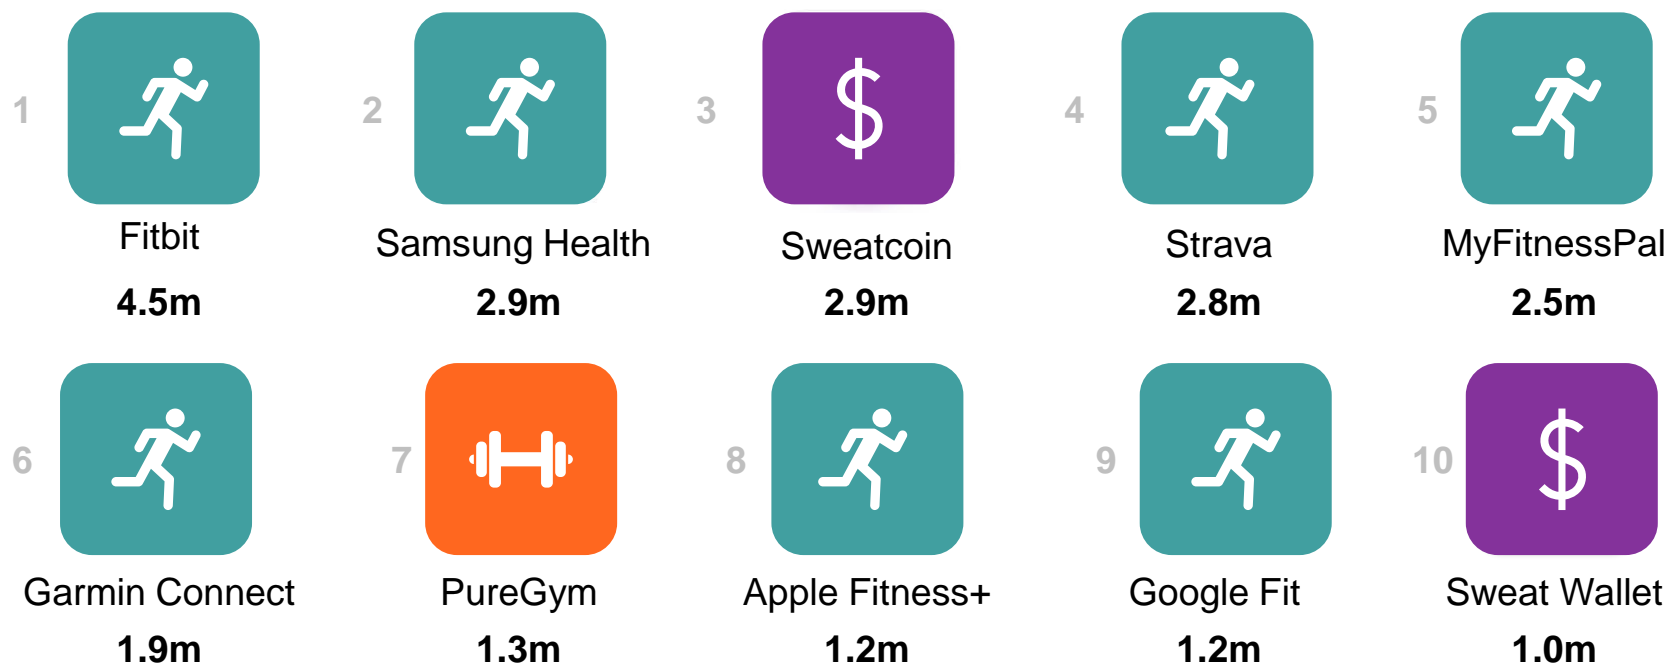 1
2
3
4
5
Fitbit
Samsung Health
Sweatcoin
Strava
MyFitnessPal
4.5m
2.9m
2.9m
2.8m
2.5m
6
7
8
9
10
Garmin Connect
PureGym
Apple Fitness+
Google Fit
Sweat Wallet
1.9m
1.3m
1.2m
1.2m
1.0m